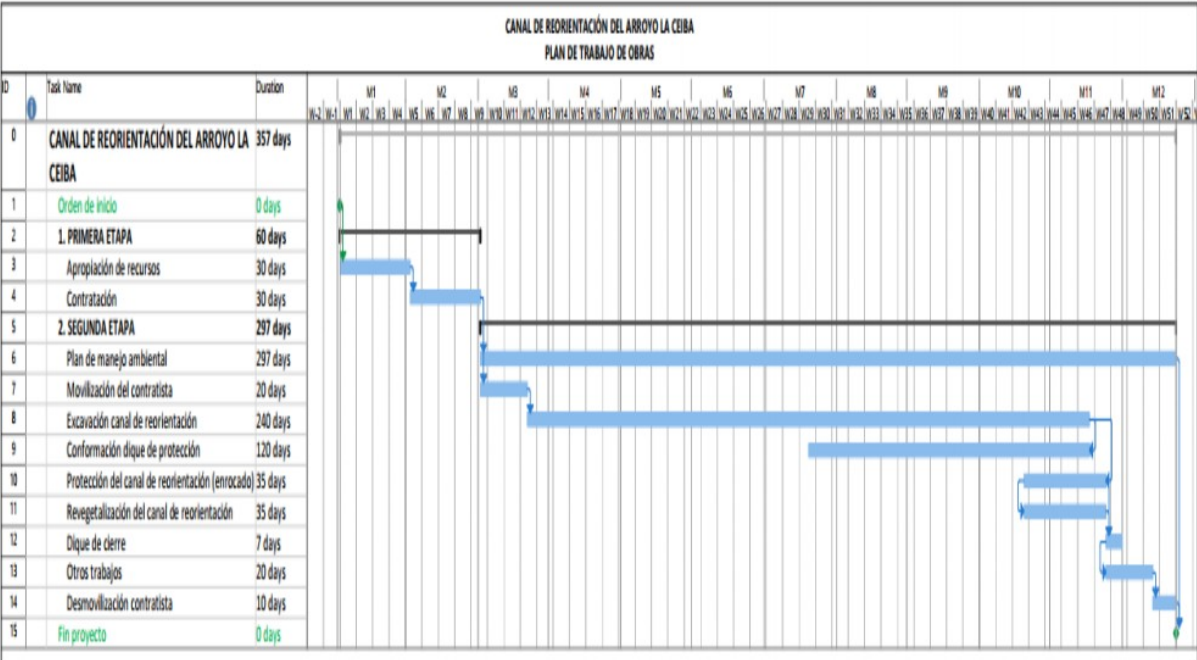 CANAL DE REORIENTACIÓN DEL ARROYO LA CEIBA
PLAN DE TRABAJO DE OBRAS
ID Task Name Duration M1 M2 M3 M4 M5 M6 M7 M8 M9 M10 M11 M12
W-2 W-1 W1 W2 W3 W4 W5 W6 W7 W8 W9 W10 W11 W12 W13 W14 W15 W16 W17 W18 W19 W20 W21 W22 W23 W24 W25 W26 W27 W28 W29 W30 W31 W32 W33 W34 W35 W36 W37 W38 W39 W40 W41 W42 W43 W44 W45 W46 W47 W48 W49 W50 W51 W52
0 CANAL DE REORIENTACIÓN DEL ARROYO LA 357 days
CEIBA
1 Orden de inicio 0 days
2 1. PRIMERA ETAPA 60 days
3 Apropiación de recursos 30 days
4 Contratación 30 days
5 2. SEGUNDA ETAPA 297 days
6 Plan de manejo ambiental 297 days
7 Movilización del contratista 20 days
8 Excavación canal de reorientación 240 days
9 Conformación dique de protección 120 days
10 Protección del canal de reorientación (enrocado) 35 days
11 Revegetalización del canal de reorientación 35 days
12 Dique de cierre 7 days
13 Otros trabajos 20 days
14 Desmovilización contratista 10 days
15 Fin proyecto 0 days